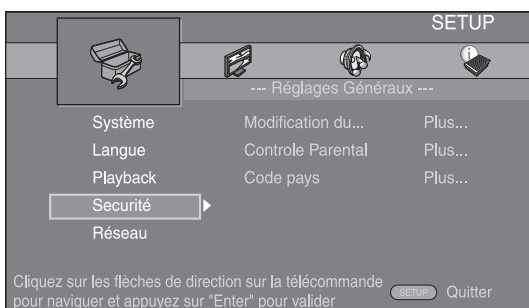 SETUP
--- Réglages Généraux ---
Système Modification du... Plus...
Langue Controle Parental Plus...
Playback Code pays Plus...
Securité
Réseau
Cliquez sur les flèches de direction sur la télécommande
pour naviguer et appuyez sur "Enter" pour valider
SETUP Quitter